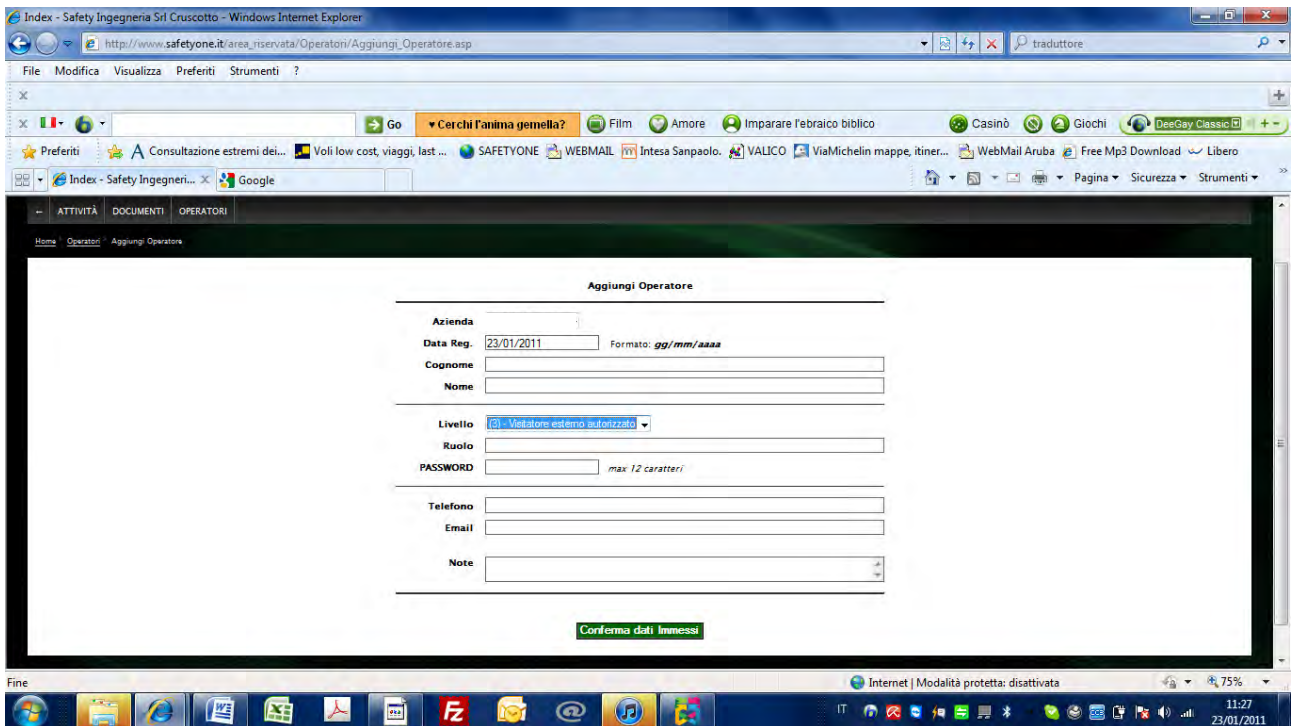 Index - Safety Ingegneria Srl Cruscotto - Windows Internet Explorer
http://www.safetyone.it/area_riservata/Operatori/Aggiungi_Operatore.asp
traduttore
File Modifica Visualizza Preferiti Strumenti ?
x
x Go ♥ Cerchi l'anima gemella? Film Amore Imparare l'ebraico biblico Casinò Giochi DeeGay Classic
Preferiti Consultazione estremi dei... Voli low cost, viaggi, last ... SAFETYONE WEBMAIL Intesa Sanpaolo. VALICO ViaMichelin mappe, itiner... WebMail Aruba Free Mp3 Download Libero
Index - Safety Ingegneri... x Google Pagina Sicurezza Strumenti »
← ATTIVITÀ DOCUMENTI OPERATORI
Home Operatori Aggiungi Operatore
Aggiungi Operatore
Azienda
Data Reg. 23/01/2011 Formato: gg/mm/aaaa
Cognome
Nome
Livello (3) - Visitatore esterno autorizzato
Ruolo
PASSWORD max 12 caratteri
Telefono
Email
Note
Conferma dati Immessi
Fine Internet | Modalità protetta: disattivata 75%
IT 11:27
23/01/2011